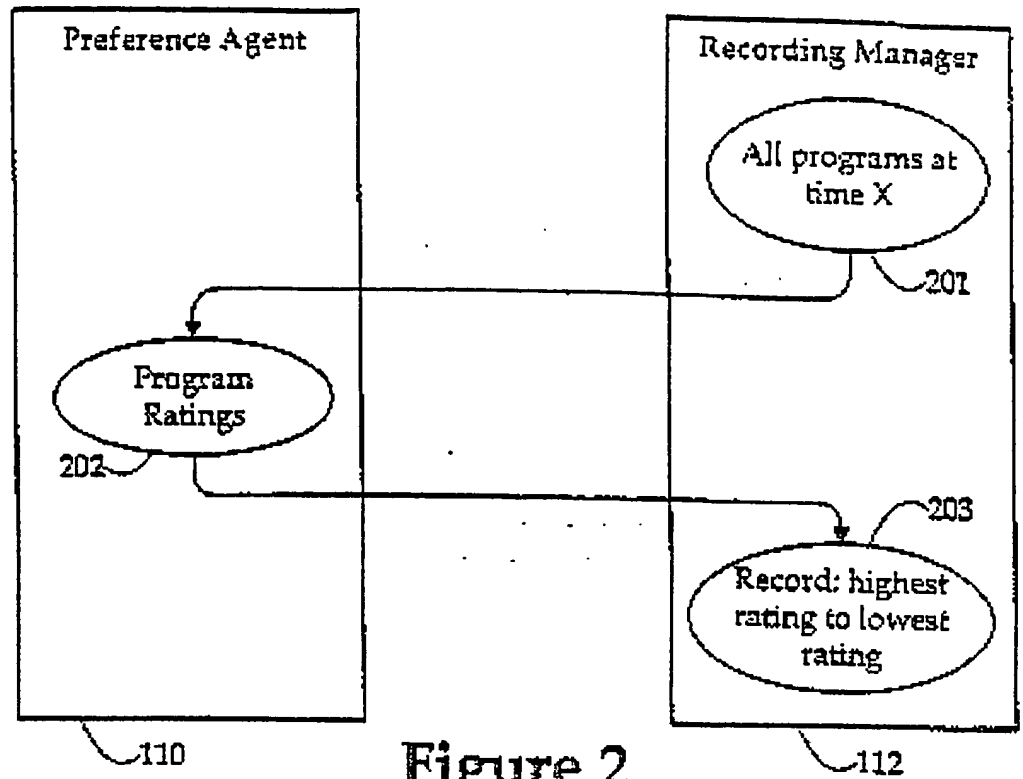 Preference Agent
Recording Manager
All programs at
time X
201
Program
Ratings
202
203
Record: highest
rating to lowest
rating
110
Figure 2
112